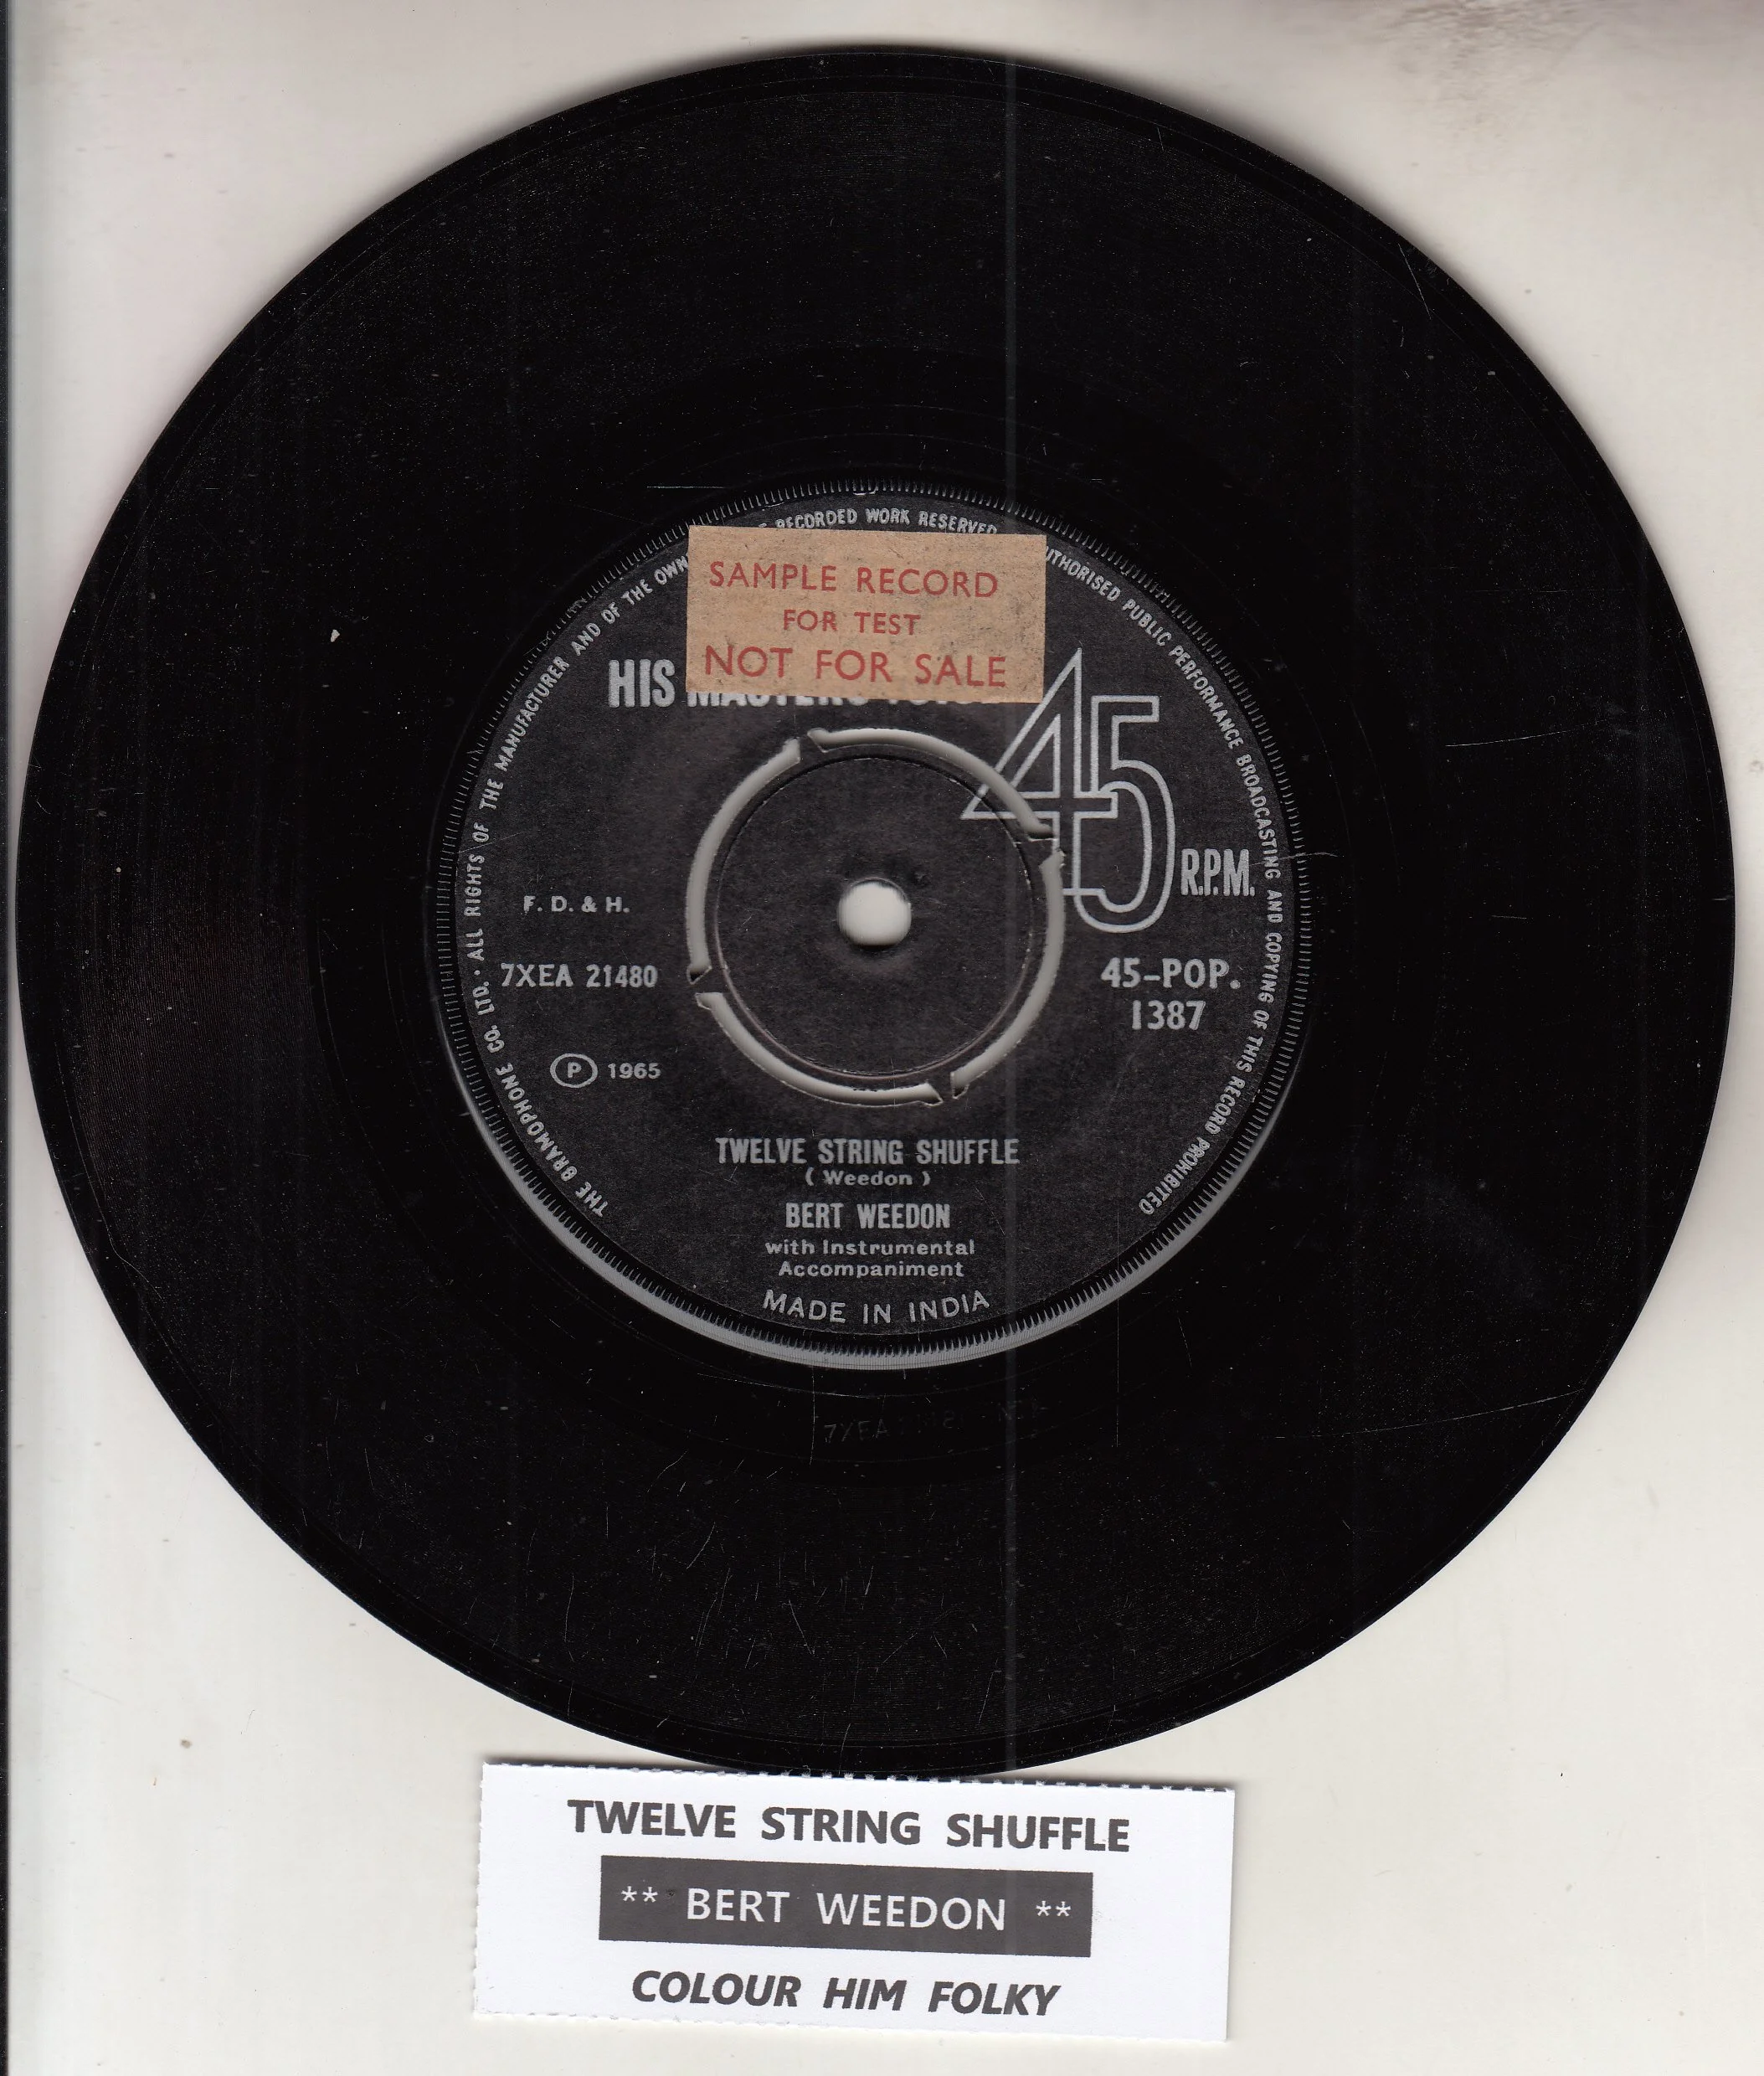 THE GRAMOPHONE CO. LTD. · ALL RIGHTS OF THE MANUFACTURER AND OF THE OWN
RECORDED WORK RESERVED
UTHORISED PUBLIC PERFORMANCE BROADCASTING AND COPYING OF THIS RECORD PROHIBITED
SAMPLE RECORD
FOR TEST
NOT FOR SALE
HIS
45 R.P.M.
F. D. & H.
7XEA 21480
45-POP.
1387
Ⓟ 1965
TWELVE STRING SHUFFLE
( Weedon )
BERT WEEDON
with Instrumental
Accompaniment
MADE IN INDIA
TWELVE STRING SHUFFLE
** BERT WEEDON **
COLOUR HIM FOLKY